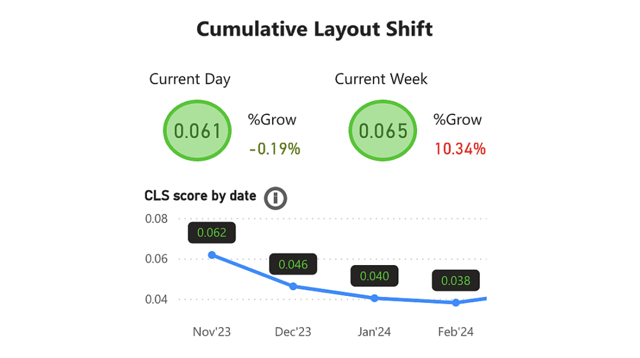 Cumulative Layout Shift
Current Day
Current Week
0.061
%Grow
-0.19%
0.065
%Grow
10.34%
CLS score by date
0.08
0.062
0.06
0.046
0.040
0.038
0.04
Nov'23 Dec'23 Jan'24 Feb'24